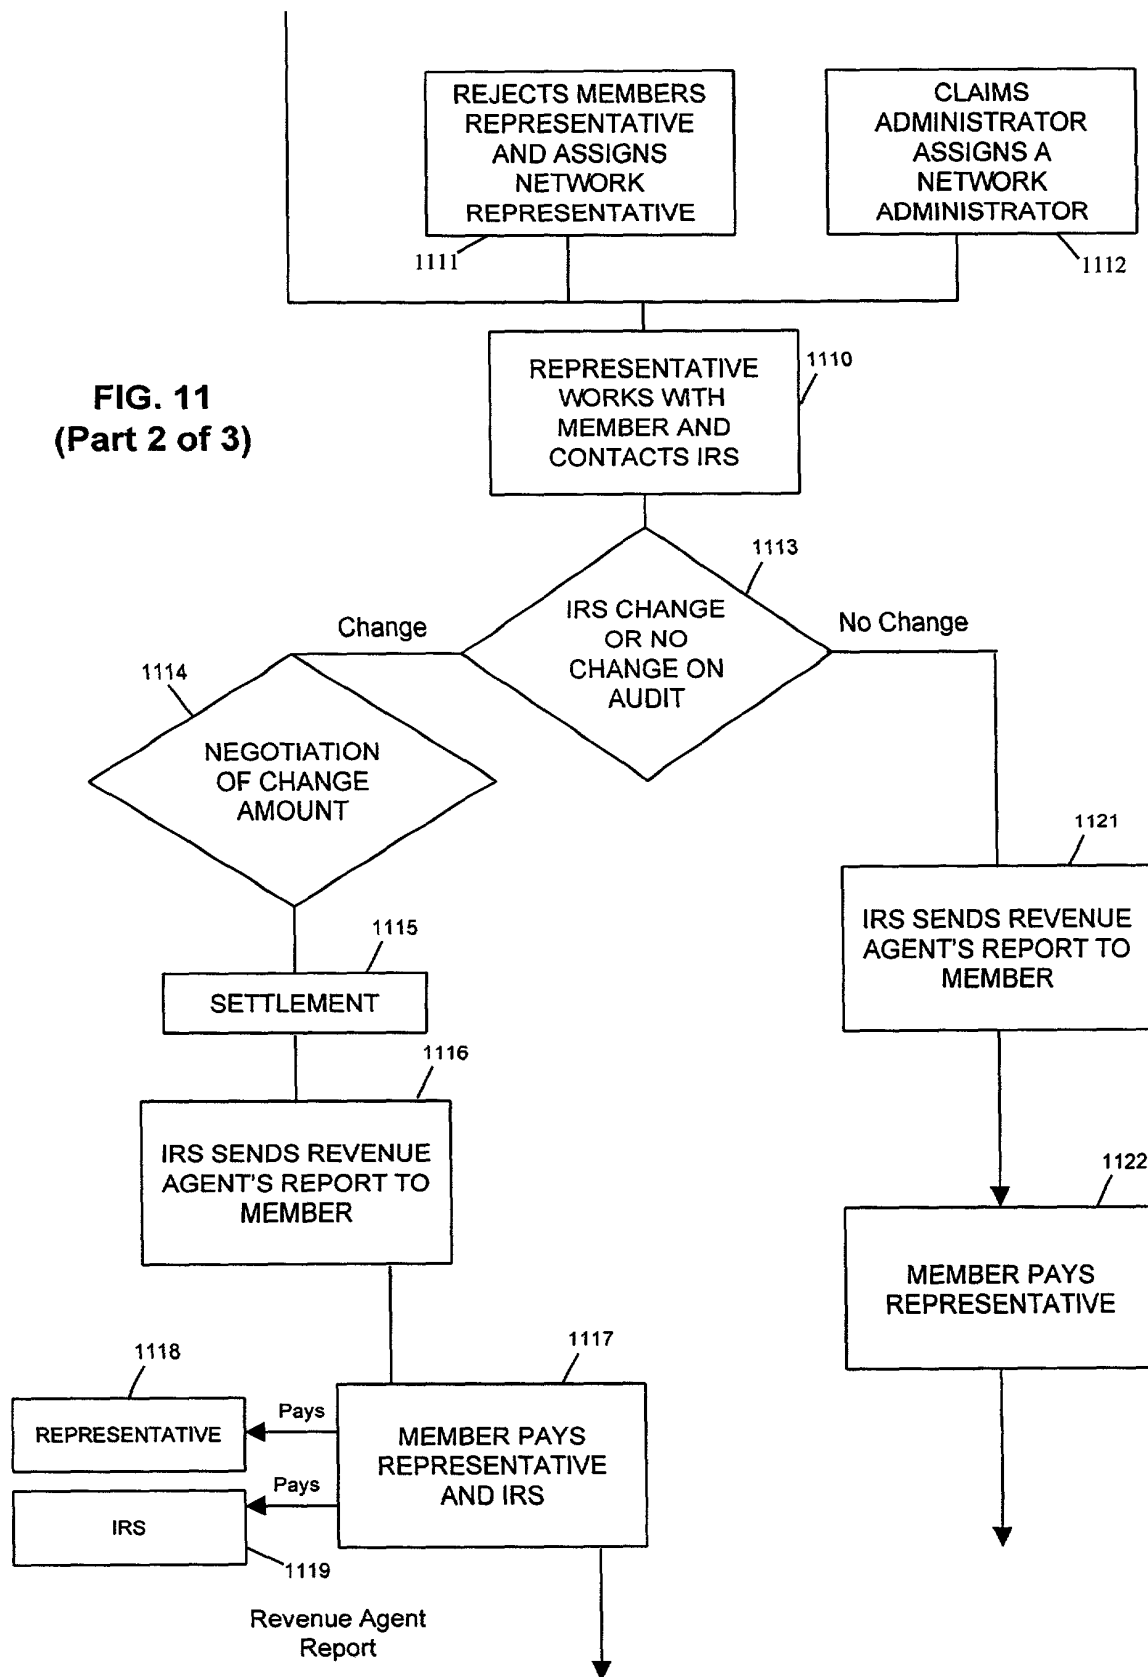 REJECTS MEMBERS
REPRESENTATIVE
AND ASSIGNS
NETWORK
REPRESENTATIVE
1111
CLAIMS
ADMINISTRATOR
ASSIGNS A
NETWORK
ADMINISTRATOR
1112
FIG. 11
(Part 2 of 3)
REPRESENTATIVE
WORKS WITH
MEMBER AND
CONTACTS IRS
1110
1113
IRS CHANGE
OR NO
CHANGE ON
AUDIT
Change
No Change
1114
NEGOTIATION
OF CHANGE
AMOUNT
1115
SETTLEMENT
1116
IRS SENDS REVENUE
AGENT'S REPORT TO
MEMBER
1121
IRS SENDS REVENUE
AGENT'S REPORT TO
MEMBER
1122
MEMBER PAYS
REPRESENTATIVE
1117
MEMBER PAYS
REPRESENTATIVE
AND IRS
1118
REPRESENTATIVE
Pays
Pays
IRS
1119
Revenue Agent
Report